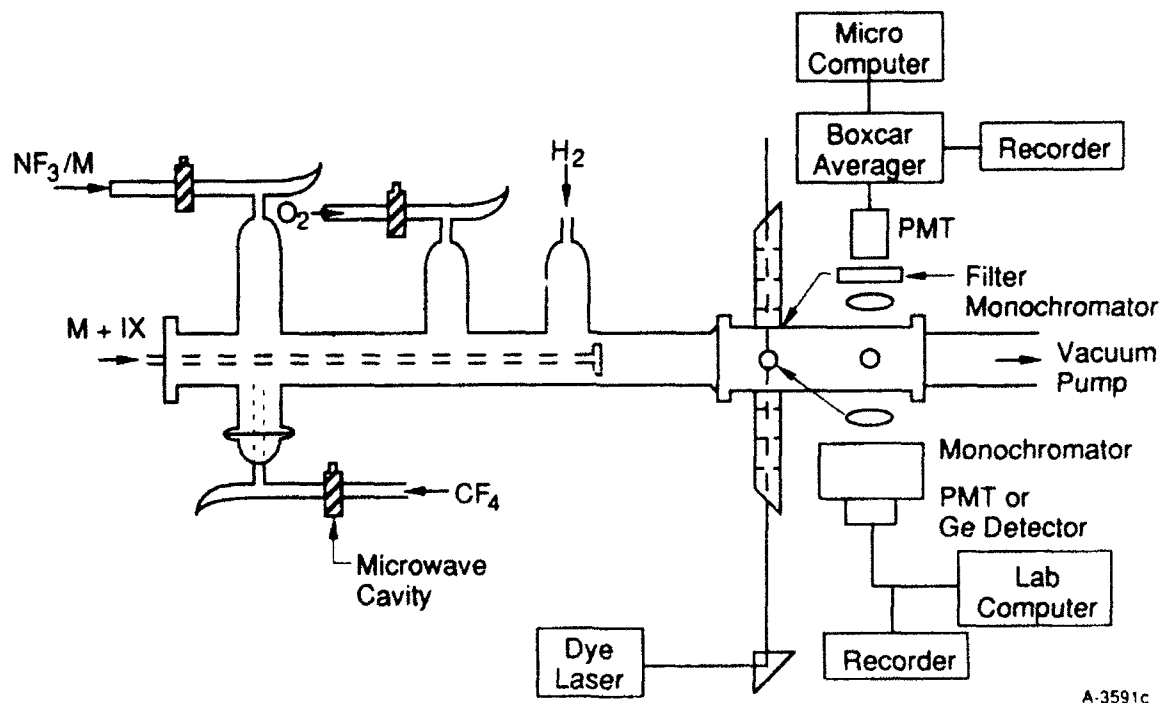 Micro
Computer
Boxcar
Averager
Recorder
NF3/M
O2
H2
PMT
Filter
Monochromator
M + IX
Vacuum
Pump
CF4
Microwave
Cavity
Monochromator
PMT or
Ge Detector
Lab
Computer
Dye
Laser
Recorder
A-3591c